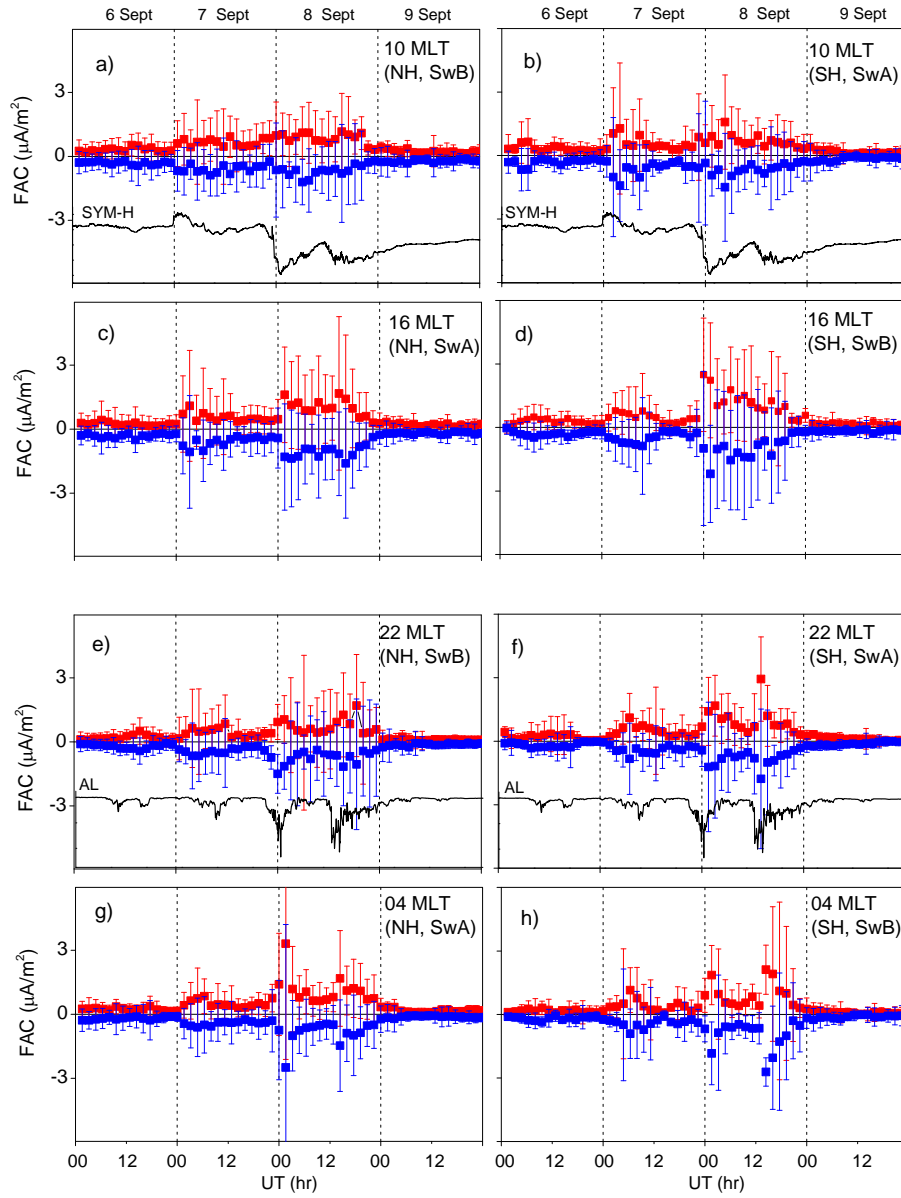 6 Sept 7 Sept 8 Sept 9 Sept 6 Sept 7 Sept 8 Sept 9 Sept
a) 10 MLT
(NH, SwB)
3
0
-3
FAC (µA/m²)
SYM-H
b) 10 MLT
(SH, SwA)
SYM-H
c) 16 MLT
(NH, SwA)
3
0
-3
FAC (µA/m²)
d) 16 MLT
(SH, SwB)
e) 22 MLT
(NH, SwB)
3
0
-3
FAC (µA/m²)
AL
f) 22 MLT
(SH, SwA)
AL
g) 04 MLT
(NH, SwA)
3
0
-3
FAC (µA/m²)
h) 04 MLT
(SH, SwB)
00 12 00 12 00 12 00 12 00 12 00 12 00 12 00 12
UT (hr) UT (hr)